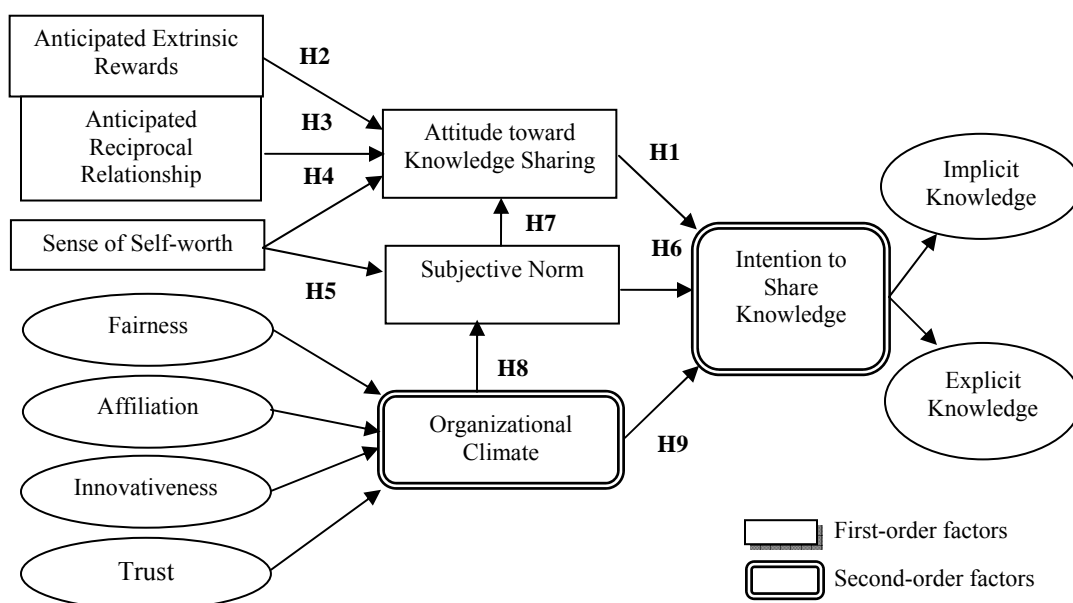 Anticipated Extrinsic
Rewards
H2
Anticipated
Reciprocal
Relationship
H3
H4
Attitude toward
Knowledge Sharing
H1
Implicit
Knowledge
Sense of Self-worth
H7
H6
H5
Subjective Norm
Intention to
Share
Knowledge
Fairness
H8
Explicit
Knowledge
Affiliation
Organizational
Climate
H9
Innovativeness
Trust
First-order factors
Second-order factors